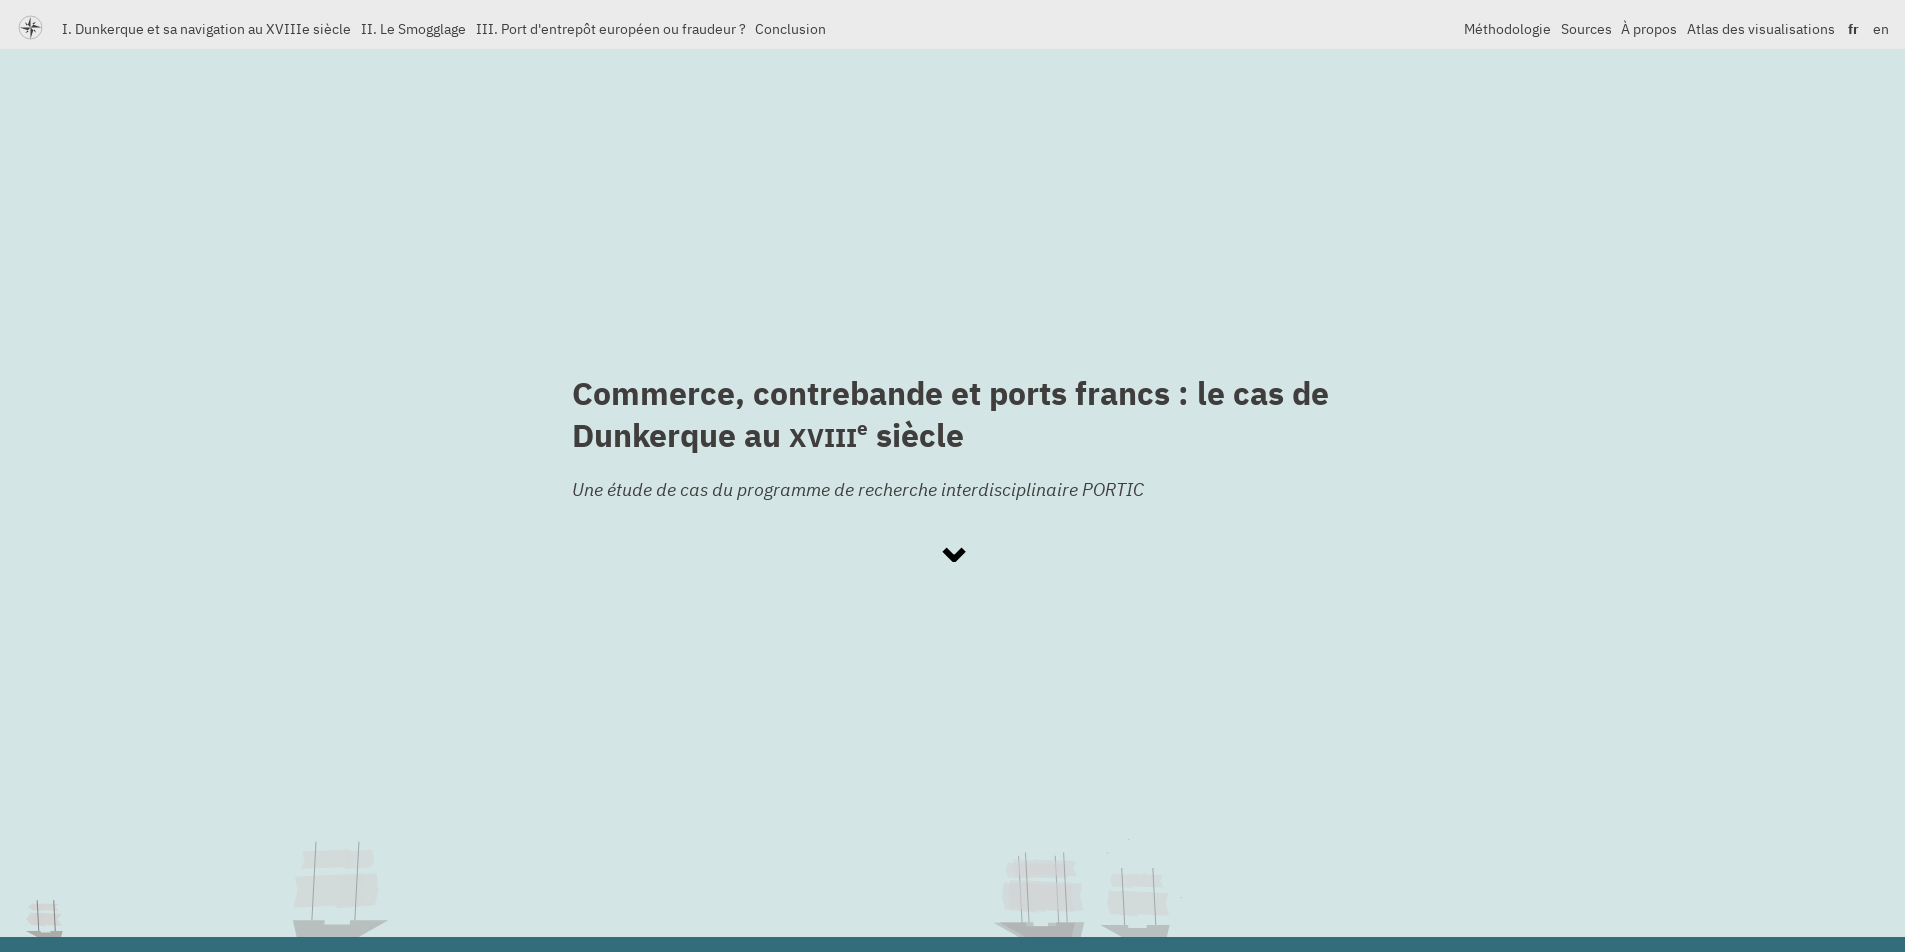 I. Dunkerque et sa navigation au XVIIIe siècle II. Le Smogglage III. Port d'entrepôt européen ou fraudeur ? Conclusion Méthodologie Sources À propos Atlas des visualisations fr en
Commerce, contrebande et ports francs : le cas de
Dunkerque au XVIIIe siècle
Une étude de cas du programme de recherche interdisciplinaire PORTIC